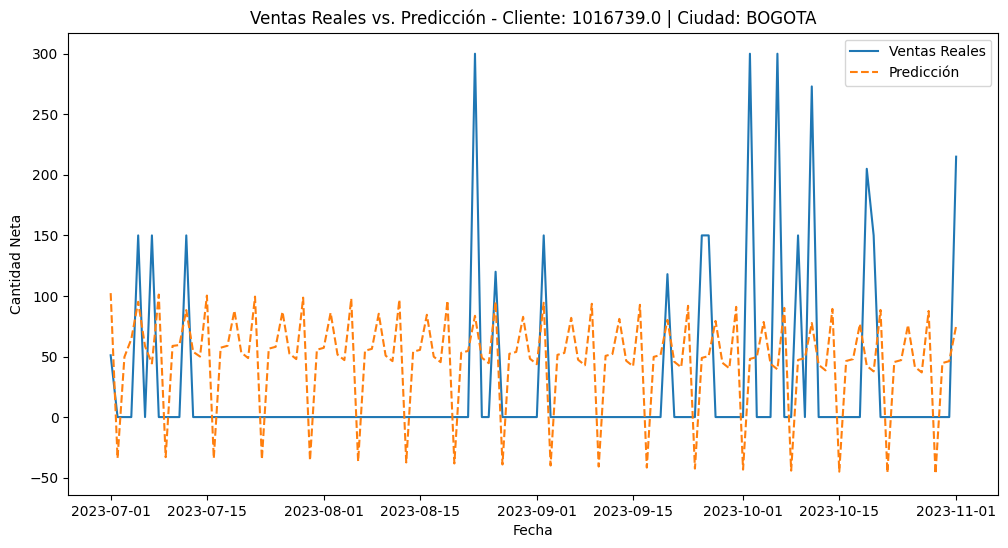 Ventas Reales vs. Predicción - Cliente: 1016739.0 | Ciudad: BOGOTA
Ventas Reales
Predicción
Cantidad Neta
300
250
200
150
100
50
0
−50
2023-07-01 2023-07-15 2023-08-01 2023-08-15 2023-09-01 2023-09-15 2023-10-01 2023-10-15 2023-11-01
Fecha